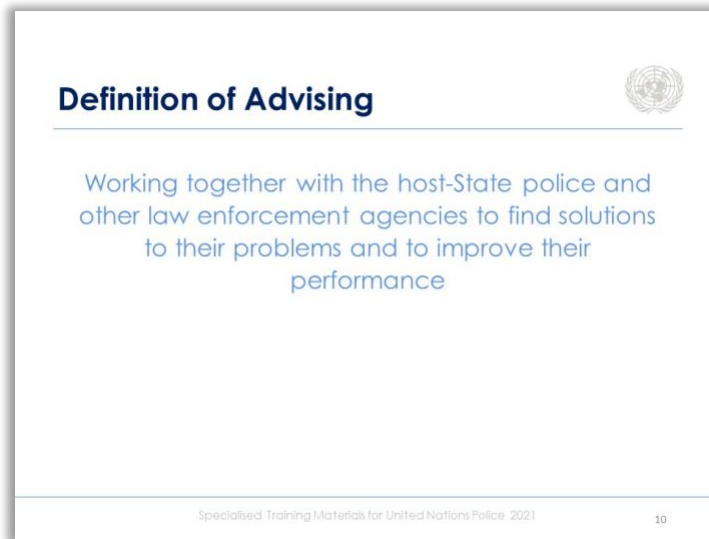 Definition of Advising
Working together with the host-State police and
other law enforcement agencies to find solutions
to their problems and to improve their
performance
Specialised Training Materials for United Nations Police 2021
10